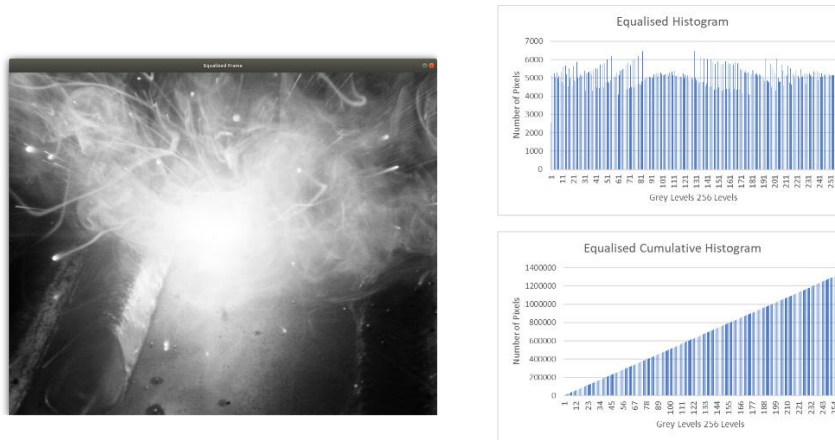 Equalized Frame
Equalised Histogram
Number of Pixels
7000
6000
5000
4000
3000
2000
1000
0
1 11 21 31 41 51 61 71 81 91 101 111 121 131 141 151 161 171 181 191 201 211 221 231 241 251
Grey Levels 256 Levels
Equalised Cumulative Histogram
Number of Pixels
1400000
1200000
1000000
800000
600000
400000
200000
0
1 12 23 34 45 56 67 78 89 100 111 122 133 144 155 166 177 188 199 210 221 232 243 254
Grey Levels 256 Levels